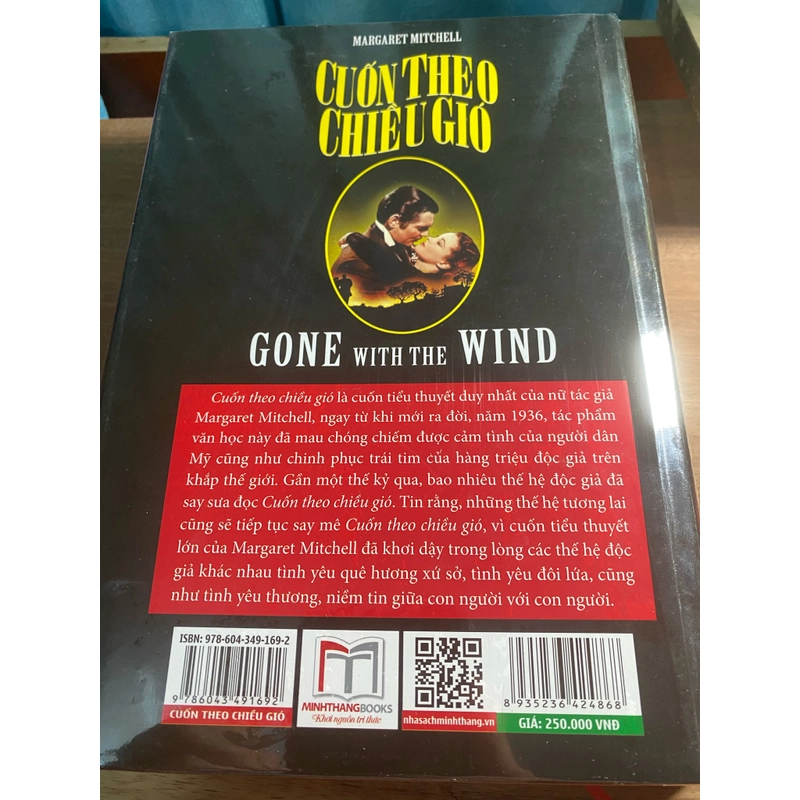 MARGARET MITCHELL
CUỐN THEO
CHIỀU GIÓ
GONE WITH THE WIND
Cuốn theo chiều gió là cuốn tiểu thuyết duy nhất của nữ tác giả
Margaret Mitchell, ngay từ khi mới ra đời, năm 1936, tác phẩm
văn học này đã mau chóng chiếm được cảm tình của người dân
Mỹ cũng như chinh phục trái tim của hàng triệu độc giả trên
khắp thế giới. Gần một thế kỷ qua, bao nhiêu thế hệ độc giả đã
say sưa đọc Cuốn theo chiều gió. Tin rằng, những thế hệ tương lai
cũng sẽ tiếp tục say mê Cuốn theo chiều gió, vì cuốn tiểu thuyết
lớn của Margaret Mitchell đã khơi dậy trong lòng các thế hệ độc
giả khác nhau tình yêu quê hương xứ sở, tình yêu đôi lứa, cũng
như tình yêu thương, niềm tin giữa con người với con người.
ISBN: 978-604-349-169-2
9 786043 491692
CUỐN THEO CHIỀU GIÓ
MINHTHANGBOOKS
Khơi nguồn tri thức
nhasachminhthang.vn
8 935236 424868
GIÁ: 250.000 VNĐ